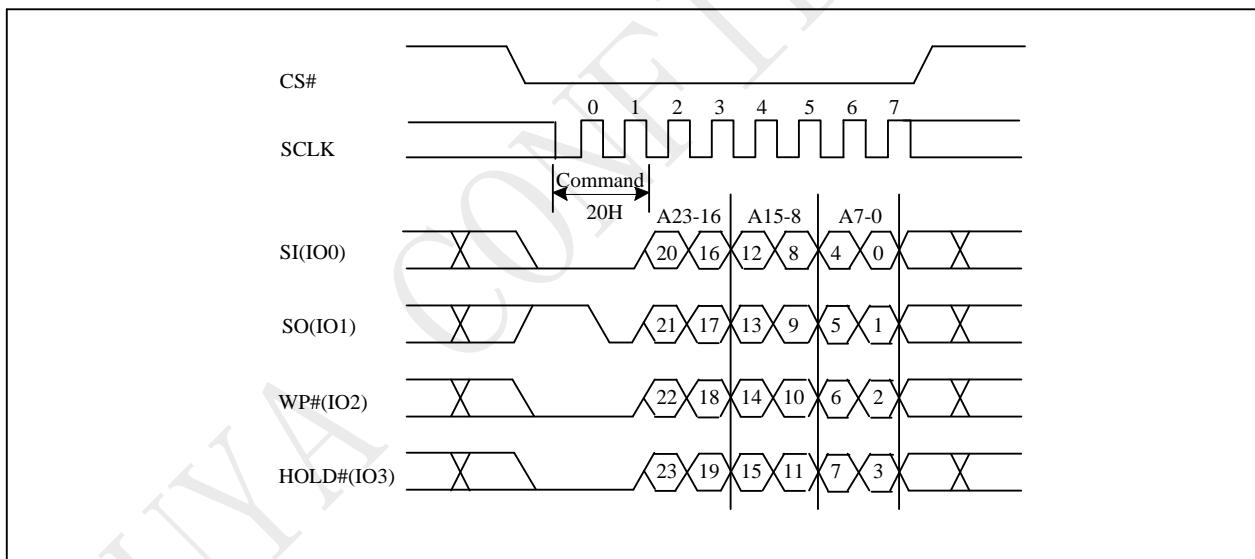 CS#
0 1 2 3 4 5 6 7
SCLK
Command
20H
A23-16 A15-8 A7-0
SI(IO0) 20 16 12 8 4 0
SO(IO1) 21 17 13 9 5 1
WP#(IO2) 22 18 14 10 6 2
HOLD#(IO3) 23 19 15 11 7 3